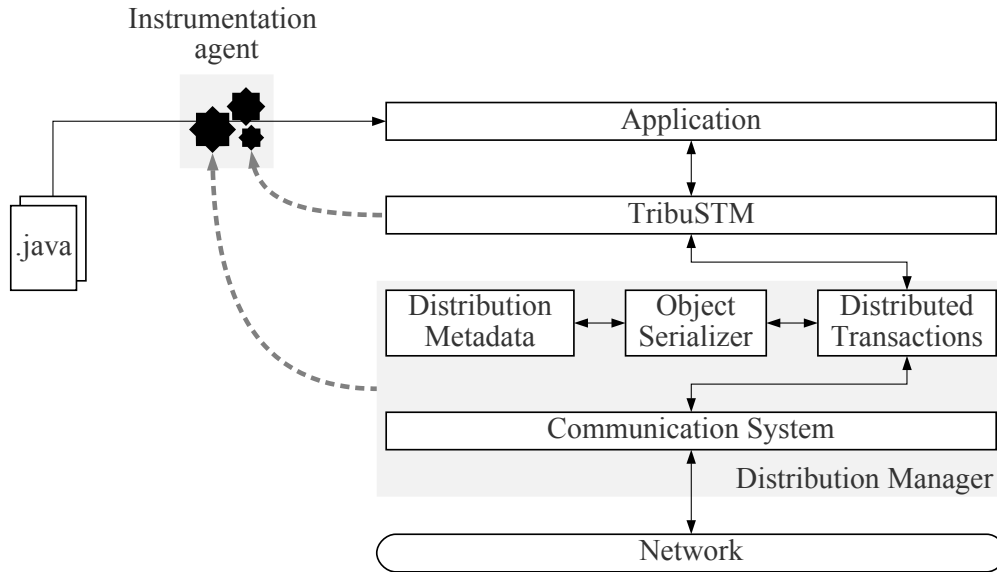 Instrumentation
agent
Application
TribuSTM
.java
Distribution
Metadata
Object
Serializer
Distributed
Transactions
Communication System
Distribution Manager
Network